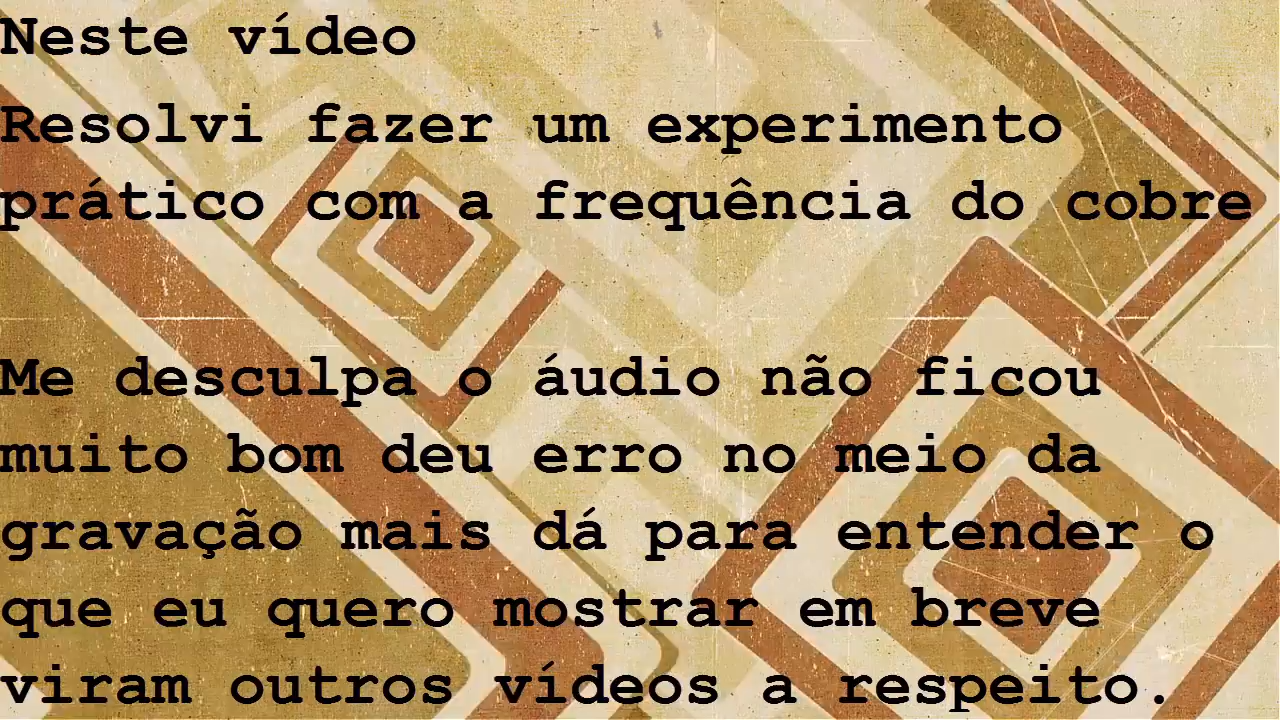 Neste vídeo
Resolvi fazer um experimento
prático com a frequência do cobre
Me desculpa o áudio não ficou
muito bom deu erro no meio da
gravação mais dá para entender o
que eu quero mostrar em breve
viram outros vídeos a respeito.